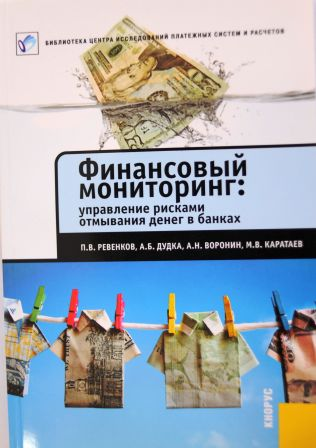 БИБЛИОТЕКА ЦЕНТРА ИССЛЕДОВАНИЙ ПЛАТЕЖНЫХ СИСТЕМ И РАСЧЕТОВ
Финансовый
мониторинг:
управление рисками
отмывания денег в банках
П.В. РЕВЕНКОВ, А.Б. ДУДКА, А.Н. ВОРОНИН, М.В. КАРАТАЕВ
КНОРУС